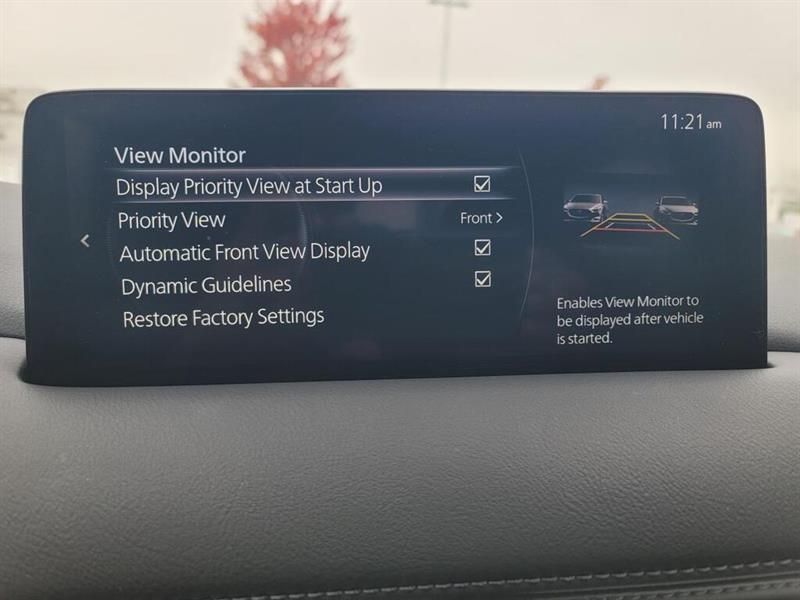 11:21 am
View Monitor
Display Priority View at Start Up
Priority View Front >
Automatic Front View Display
Dynamic Guidelines
Restore Factory Settings
Enables View Monitor to
be displayed after vehicle
is started.